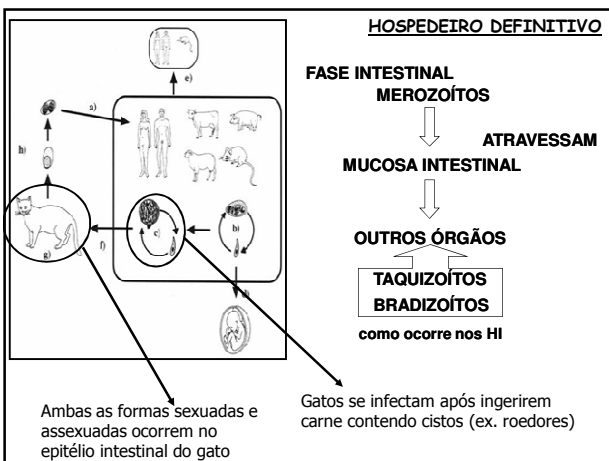 HOSPEDEIRO DEFINITIVO
FASE INTESTINAL
MEROZOÍTOS
ATRAVESSAM
MUCOSA INTESTINAL
OUTROS ÓRGÃOS
TAQUIZOÍTOS
BRADIZOÍTOS
como ocorre nos HI
e)
a)
h)
c)
b)
f)
g)
d)
Gatos se infectam após ingerirem
carne contendo cistos (ex. roedores)
Ambas as formas sexuadas e
assexuadas ocorrem no
epitélio intestinal do gato